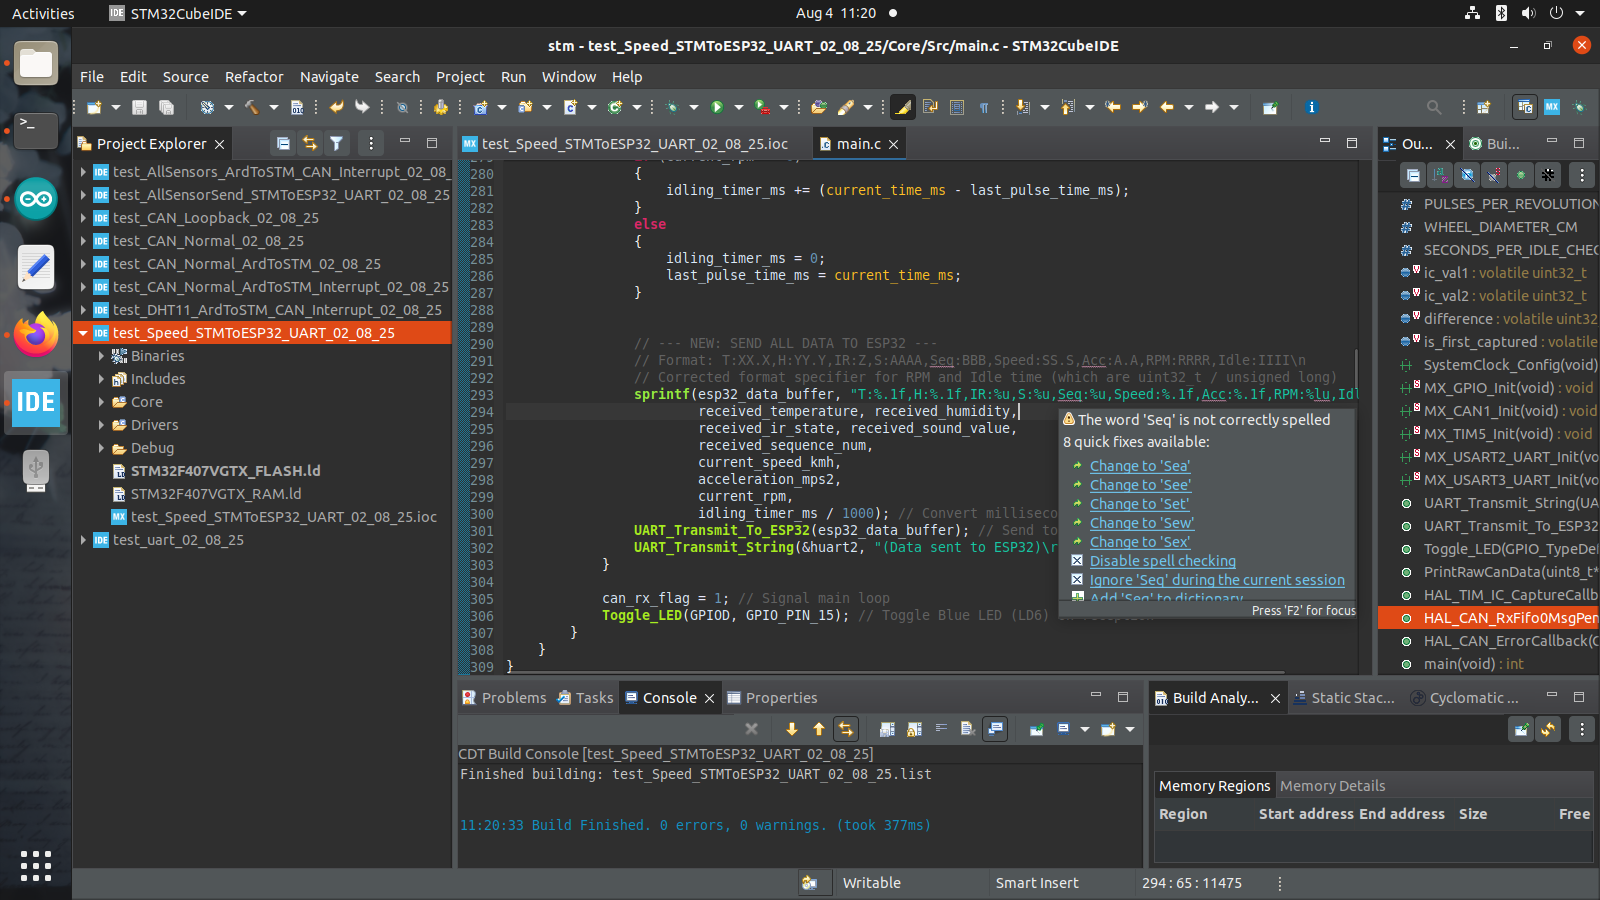 Activities
STM32CubeIDE
Aug 4 11:20
stm - test_Speed_STMToESP32_UART_02_08_25/Core/Src/main.c - STM32CubeIDE
File Edit Source Refactor Navigate Search Project Run Window Help
Project Explorer
test_AllSensors_ArdToSTM_CAN_Interrupt_02_08_
test_AllSensorSend_STMToESP32_UART_02_08_25
test_CAN_Loopback_02_08_25
test_CAN_Normal_02_08_25
test_CAN_Normal_ArdToSTM_02_08_25
test_CAN_Normal_ArdToSTM_Interrupt_02_08_25
test_DHT11_ArdToSTM_CAN_Interrupt_02_08_25
test_Speed_STMToESP32_UART_02_08_25
Binaries
Includes
Core
Drivers
Debug
STM32F407VGTX_FLASH.ld
STM32F407VGTX_RAM.ld
test_Speed_STMToESP32_UART_02_08_25.ioc
test_uart_02_08_25
test_Speed_STMToESP32_UART_02_08_25.ioc
main.c
280 {
281 idling_timer_ms += (current_time_ms - last_pulse_time_ms);
282 }
283 else
284 {
285 idling_timer_ms = 0;
286 last_pulse_time_ms = current_time_ms;
287 }
288
289
290 // --- NEW: SEND ALL DATA TO ESP32 ---
291 // Format: T:XX.X,H:YY.Y,IR:Z,S:AAAA,Seq:BBB,Speed:SS.S,Acc:A.A,RPM:RRRR,Idle:IIII\n
292 // Corrected format specifier for RPM and Idle time (which are uint32_t / unsigned long)
293 sprintf(esp32_data_buffer, "T:%.1f,H:%.1f,IR:%u,S:%u,Seq:%u,Speed:%.1f,Acc:%.1f,RPM:%lu,Idl
294 received_temperature, received_humidity,
295 received_ir_state, received_sound_value,
296 received_sequence_num,
297 current_speed_kmh,
298 acceleration_mps2,
299 current_rpm,
300 idling_timer_ms / 1000); // Convert milliseco
301 UART_Transmit_To_ESP32(esp32_data_buffer); // Send to
302 UART_Transmit_String(&huart2, "(Data sent to ESP32)\r
303 }
304
305 can_rx_flag = 1; // Signal main loop
306 Toggle_LED(GPIOD, GPIO_PIN_15); // Toggle Blue LED (LD6)
307 }
308 }
309 }
The word 'Seq' is not correctly spelled
8 quick fixes available:
Change to 'Sea'
Change to 'See'
Change to 'Set'
Change to 'Sew'
Change to 'Sex'
Disable spell checking
Ignore 'Seq' during the current session
Add 'Seq' to dictionary
Press 'F2' for focus
Ou...
Bui...
PULSES_PER_REVOLUTION
WHEEL_DIAMETER_CM
SECONDS_PER_IDLE_CHEC
ic_val1 : volatile uint32_t
ic_val2 : volatile uint32_t
difference : volatile uint32
is_first_captured : volatile
SystemClock_Config(void)
MX_GPIO_Init(void) : void
MX_CAN1_Init(void) : void
MX_TIM5_Init(void) : void
MX_USART2_UART_Init(vo
MX_USART3_UART_Init(vo
UART_Transmit_String(UA
UART_Transmit_To_ESP32
Toggle_LED(GPIO_TypeDe
PrintRawCanData(uint8_t*
HAL_TIM_IC_CaptureCallb
HAL_CAN_RxFifo0MsgPen
HAL_CAN_ErrorCallback(C
main(void) : int
Problems Tasks Console Properties
CDT Build Console [test_Speed_STMToESP32_UART_02_08_25]
Finished building: test_Speed_STMToESP32_UART_02_08_25.list
11:20:33 Build Finished. 0 errors, 0 warnings. (took 377ms)
Build Analy... Static Stac... Cyclomatic ...
Memory Regions Memory Details
Region Start address End address Size Free
Writable Smart Insert 294 : 65 : 11475